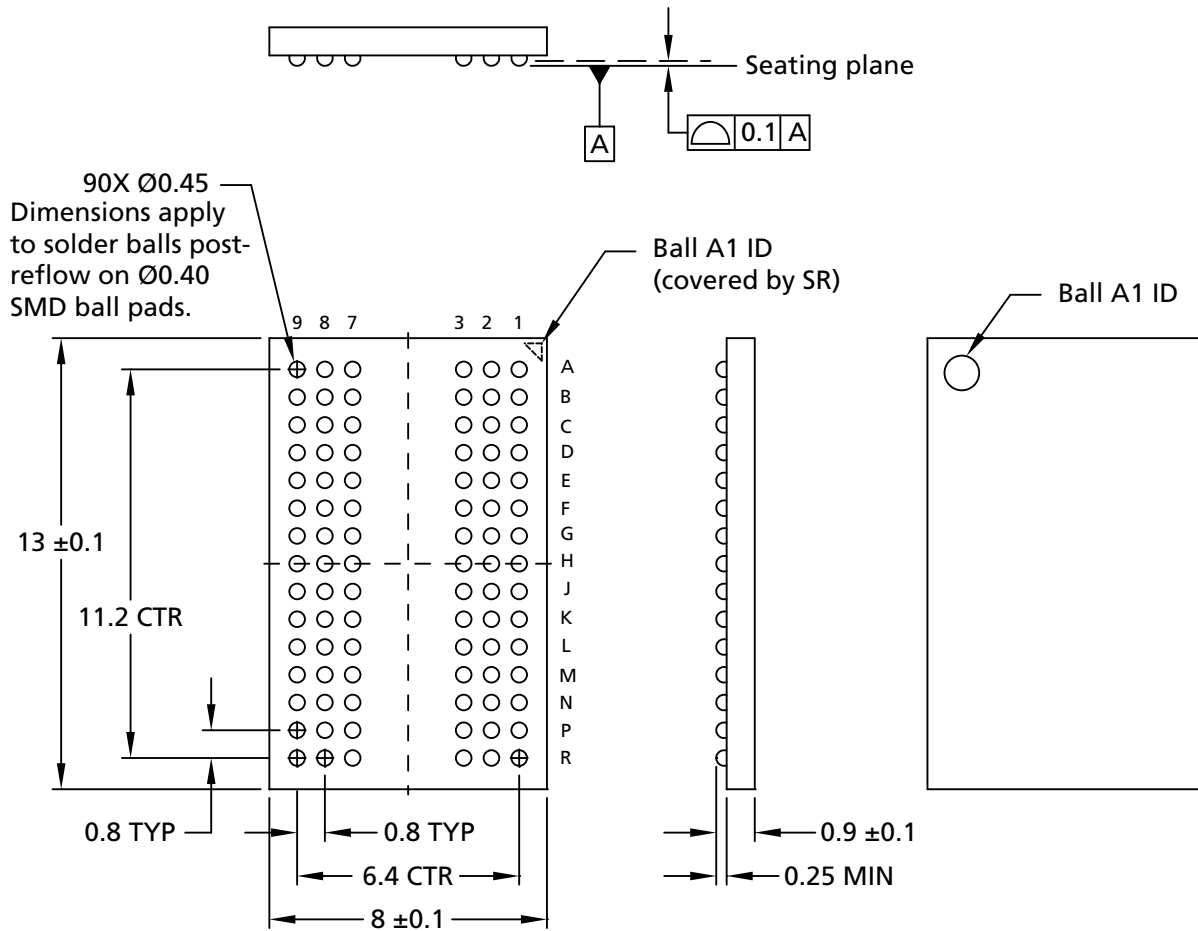 Seating plane
A
0.1 A
90X Ø0.45
Dimensions apply
to solder balls post-
reflow on Ø0.40
SMD ball pads.
Ball A1 ID
(covered by SR)
Ball A1 ID
9 8 7 3 2 1
A
B
C
D
E
F
G
H
J
K
L
M
N
P
R
13 ±0.1
11.2 CTR
0.8 TYP
0.8 TYP
6.4 CTR
8 ±0.1
0.9 ±0.1
0.25 MIN